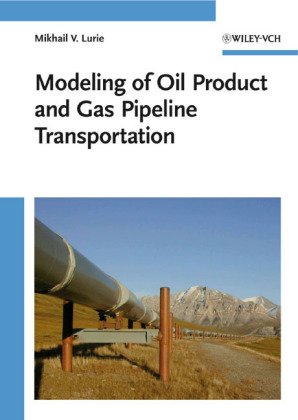 Mikhail V. Lurie
WILEY-VCH
Modeling of Oil Product
and Gas Pipeline
Transportation